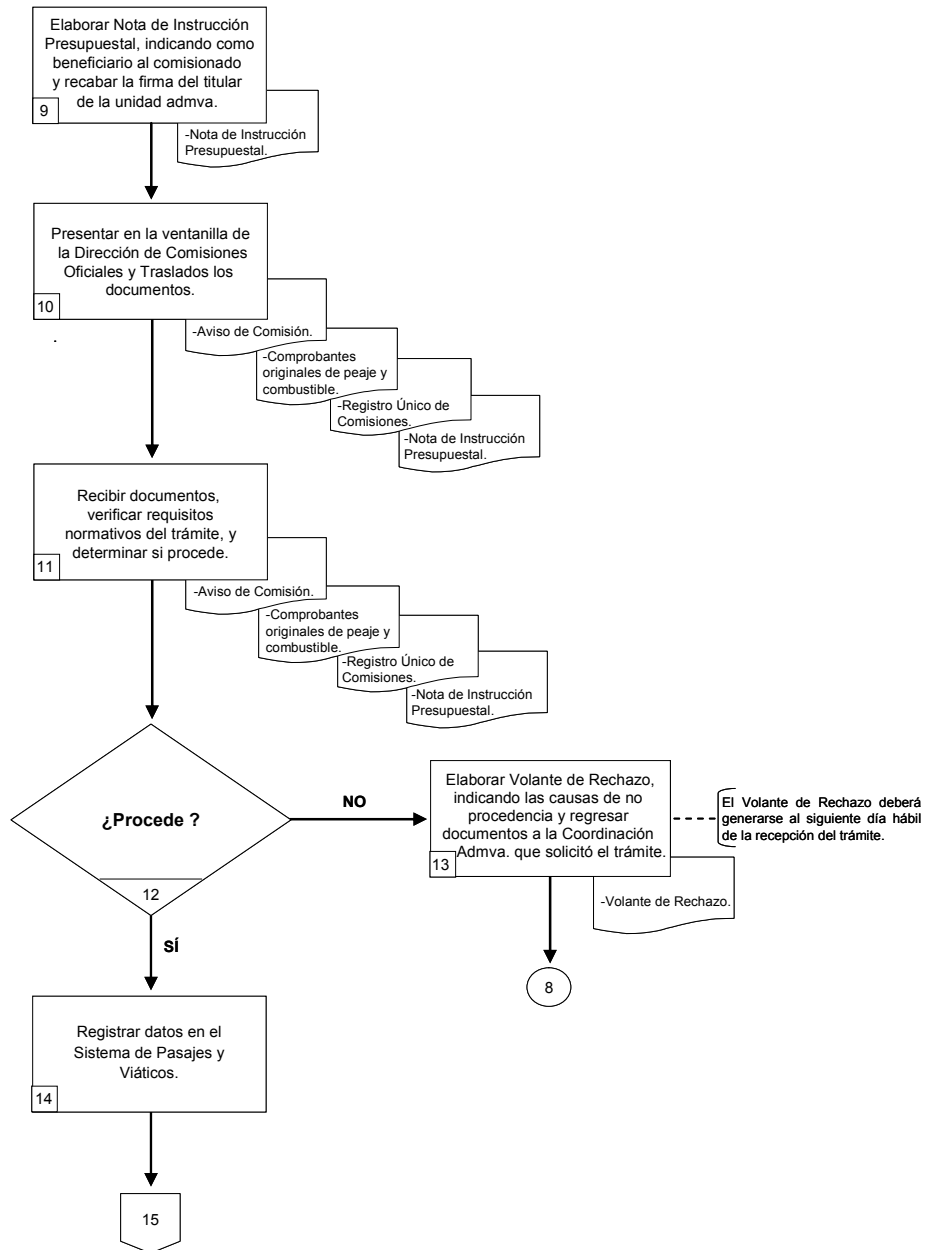 Elaborar Nota de Instrucción
Presupuestal, indicando como
beneficiario al comisionado
y recabar la firma del titular
de la unidad admva.
9
-Nota de Instrucción
Presupuestal.
Presentar en la ventanilla de
la Dirección de Comisiones
Oficiales y Traslados los
documentos.
10
.
-Aviso de Comisión.
-Comprobantes
originales de peaje y
combustible.
-Registro Único de
Comisiones.
-Nota de Instrucción
Presupuestal.
Recibir documentos,
verificar requisitos
normativos del trámite, y
determinar si procede.
11
-Aviso de Comisión.
-Comprobantes
originales de peaje y
combustible.
-Registro Único de
Comisiones.
-Nota de Instrucción
Presupuestal.
¿Procede ?
12
NO
Elaborar Volante de Rechazo,
indicando las causas de no
procedencia y regresar
documentos a la Coordinación
Admva. que solicitó el trámite.
13
El Volante de Rechazo deberá
generarse al siguiente día hábil
de la recepción del trámite.
-Volante de Rechazo.
8
SÍ
Registrar datos en el
Sistema de Pasajes y
Viáticos.
14
15